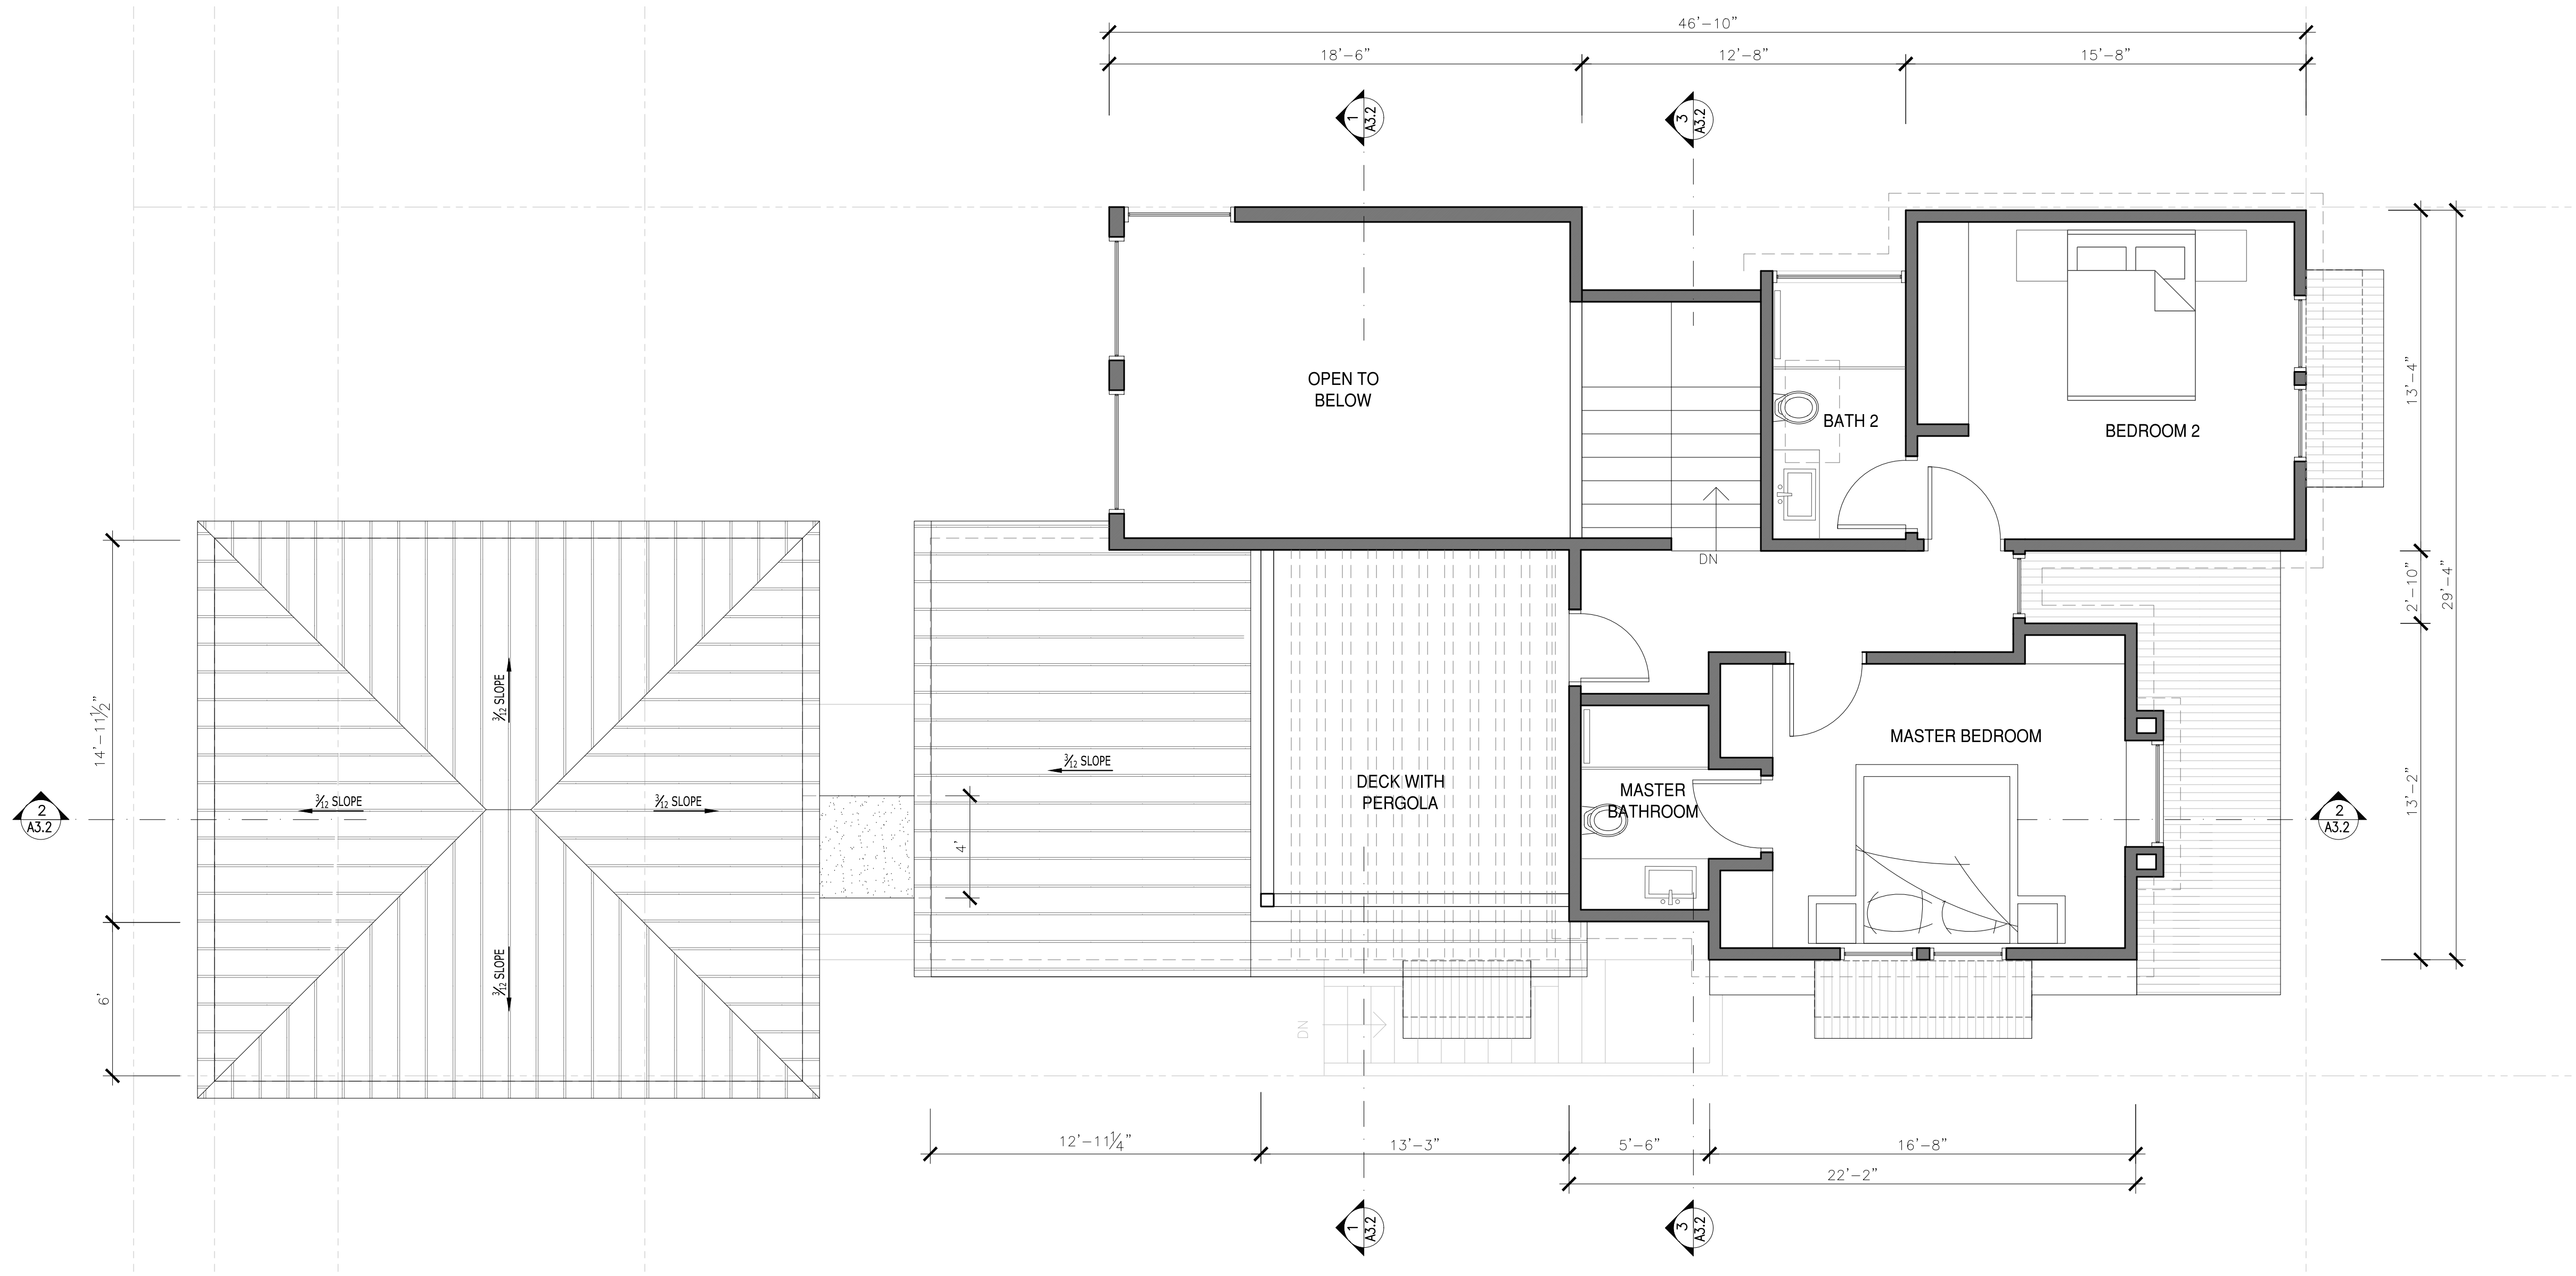 46'-10"
18'-6"
12'-8"
15'-8"
1
A3.2
3
A3.2
OPEN TO
BELOW
BATH 2
BEDROOM 2
13'-4"
DN
2'-10"
29'-4"
14'-11½"
3/12 SLOPE
3/12 SLOPE
MASTER BEDROOM
DECK WITH
PERGOLA
MASTER
BATHROOM
13'-2"
2
A3.2
3/12 SLOPE
3/12 SLOPE
4'
2
A3.2
3/12 SLOPE
6'
DN
12'-11¼"
13'-3"
5'-6"
16'-8"
22'-2"
1
A3.2
3
A3.2